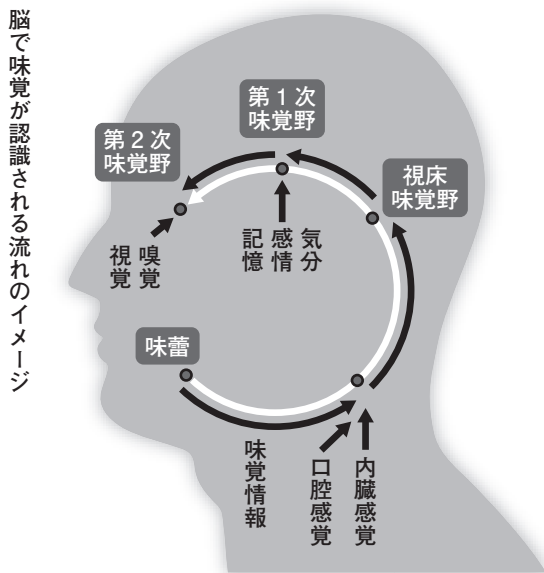 脳で味覚が認識される流れのイメージ
第1次
味覚野
第2次
味覚野
視床
味覚野
気分
感情
記憶
嗅覚
視覚
味蕾
味覚情報
内臓感覚
口腔感覚